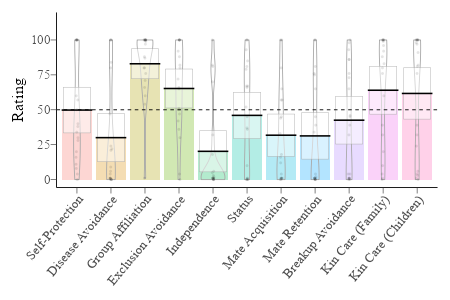 100
75
50
25
0
Rating
Self-Protection
Disease Avoidance
Group Affiliation
Exclusion Avoidance
Independence
Status
Mate Acquisition
Mate Retention
Breakup Avoidance
Kin Care (Family)
Kin Care (Children)